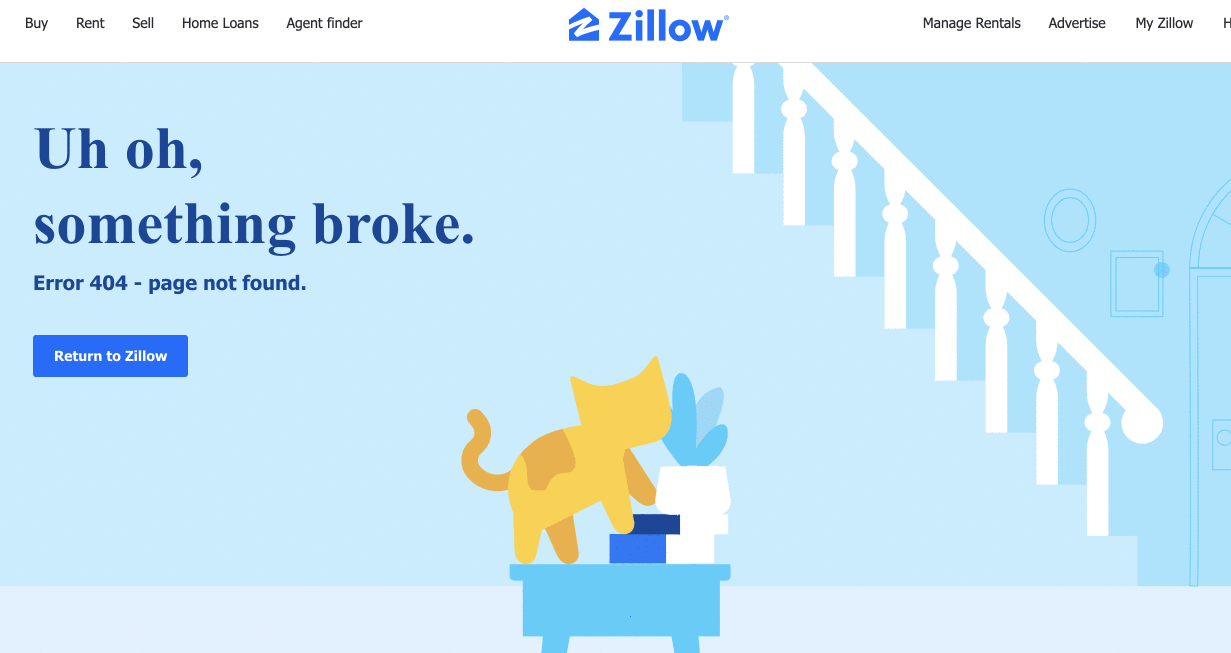 Buy Rent Sell Home Loans Agent finder Zillow® Manage Rentals Advertise My Zillow H
Uh oh,
something broke.
Error 404 - page not found.
Return to Zillow